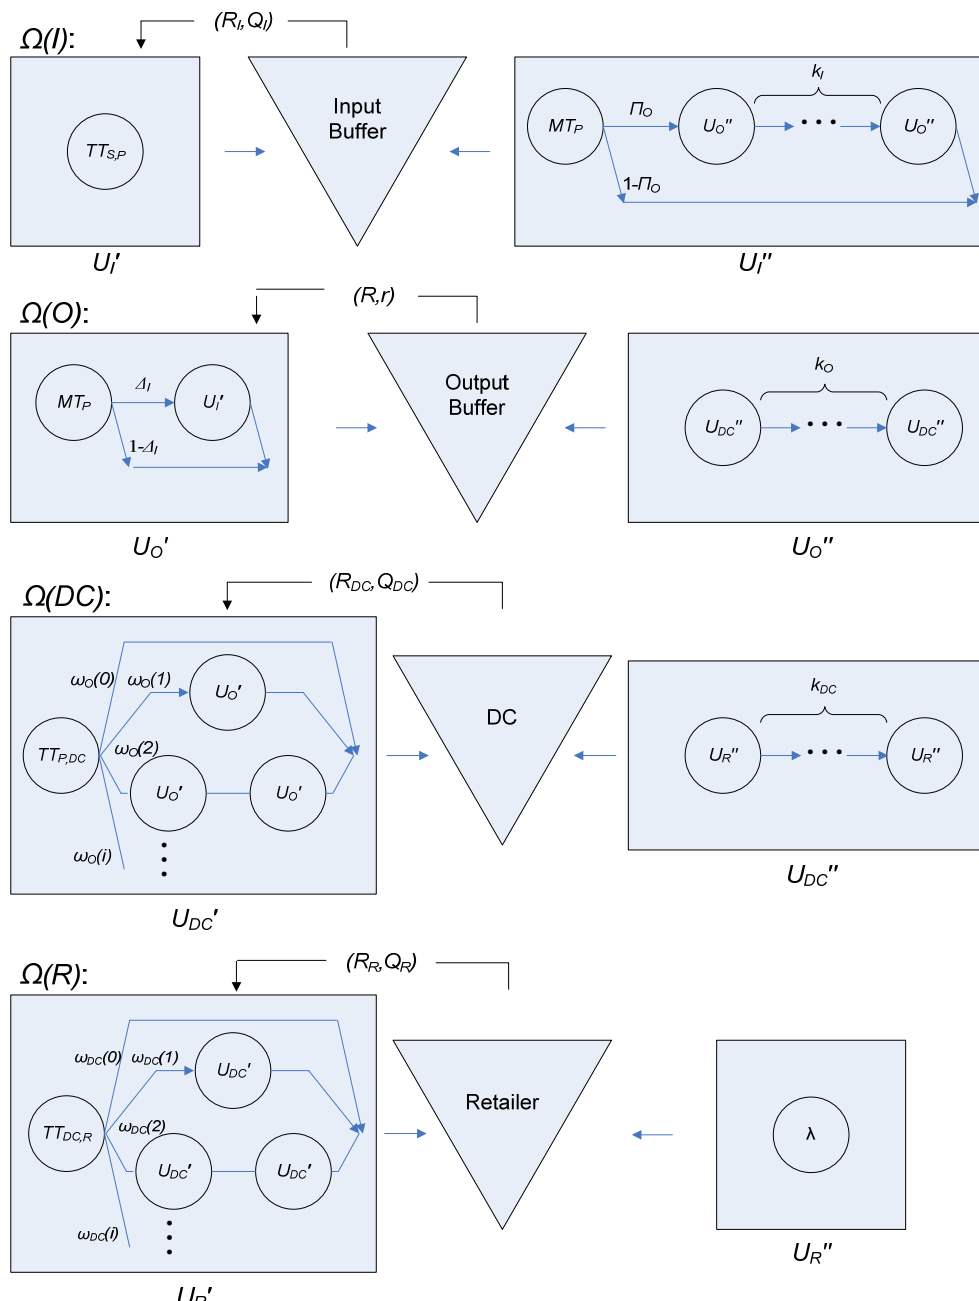 Ω(I):
(R_I,Q_I)
TT_S,P
Input
Buffer
MT_P
Π_O
U_O''
k_I
• • •
U_O''
1-Π_O
U_I'
U_I''
Ω(O):
(R,r)
MT_P
Δ_I
U_I'
1-Δ_I
Output
Buffer
k_O
U_DC''
• • •
U_DC''
U_O'
U_O''
Ω(DC):
(R_DC,Q_DC)
ω_O(0)
ω_O(1)
U_O'
TT_P,DC
ω_O(2)
U_O'
U_O'
ω_O(i)
DC
k_DC
U_R''
• • •
U_R''
U_DC'
U_DC''
Ω(R):
(R_R,Q_R)
ω_DC(0)
ω_DC(1)
U_DC'
TT_DC,R
ω_DC(2)
U_DC'
U_DC'
ω_DC(i)
Retailer
λ
U_R'
U_R''